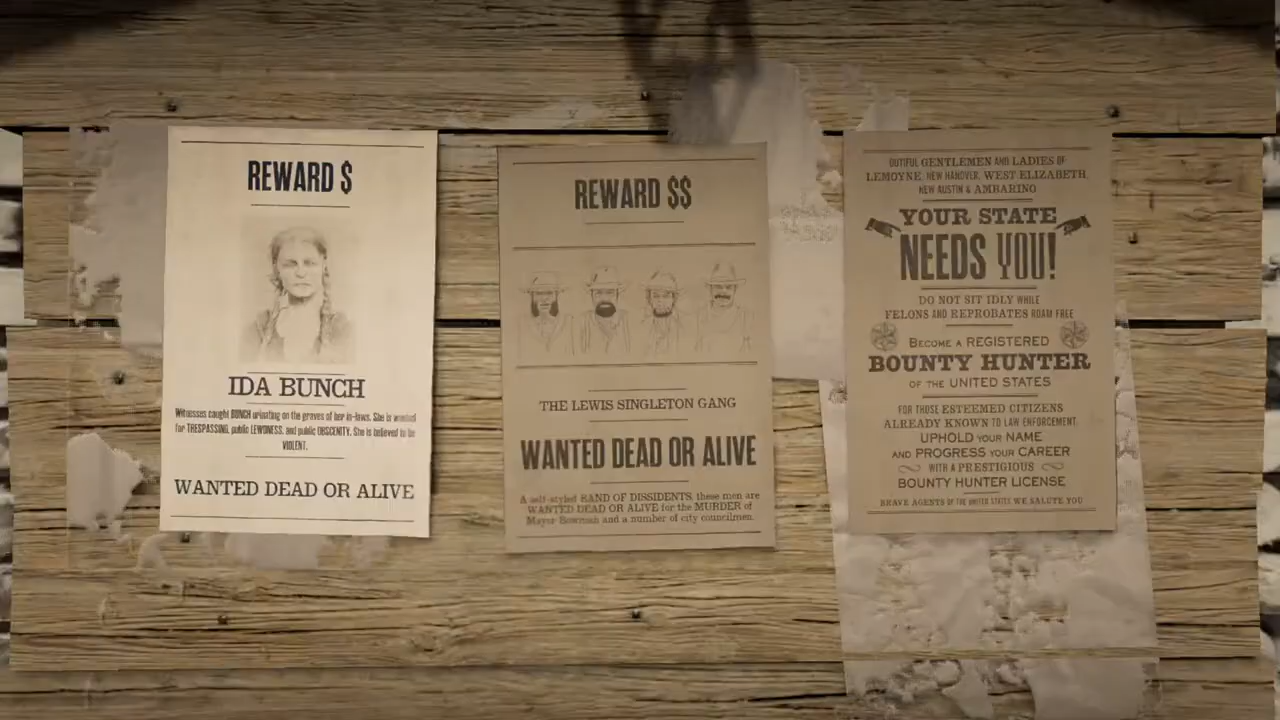 REWARD $
IDA BUNCH
Witnesses caught BUNCH urinating on the graves of her in-laws. She is wanted
for TRESPASSING, public LEWDNESS, and public OBSCENITY. She is believed to be
VIOLENT.
WANTED DEAD OR ALIVE
REWARD $$
THE LEWIS SINGLETON GANG
WANTED DEAD OR ALIVE
A self-styled BAND OF DISSIDENTS, these men are
WANTED DEAD OR ALIVE for the MURDER of
Mayor Bowman and a number of city councilmen.
DUTIFUL GENTLEMEN AND LADIES OF
LEMOYNE, NEW HANOVER, WEST ELIZABETH,
NEW AUSTIN & AMBARINO
YOUR STATE
NEEDS YOU!
DO NOT SIT IDLY WHILE
FELONS AND REPROBATES ROAM FREE
BECOME A REGISTERED
BOUNTY HUNTER
OF THE UNITED STATES
FOR THOSE ESTEEMED CITIZENS
ALREADY KNOWN TO LAW ENFORCEMENT,
UPHOLD YOUR NAME
AND PROGRESS YOUR CAREER
WITH A PRESTIGIOUS
BOUNTY HUNTER LICENSE
BRAVE AGENTS OF THE UNITED STATES WE SALUTE YOU